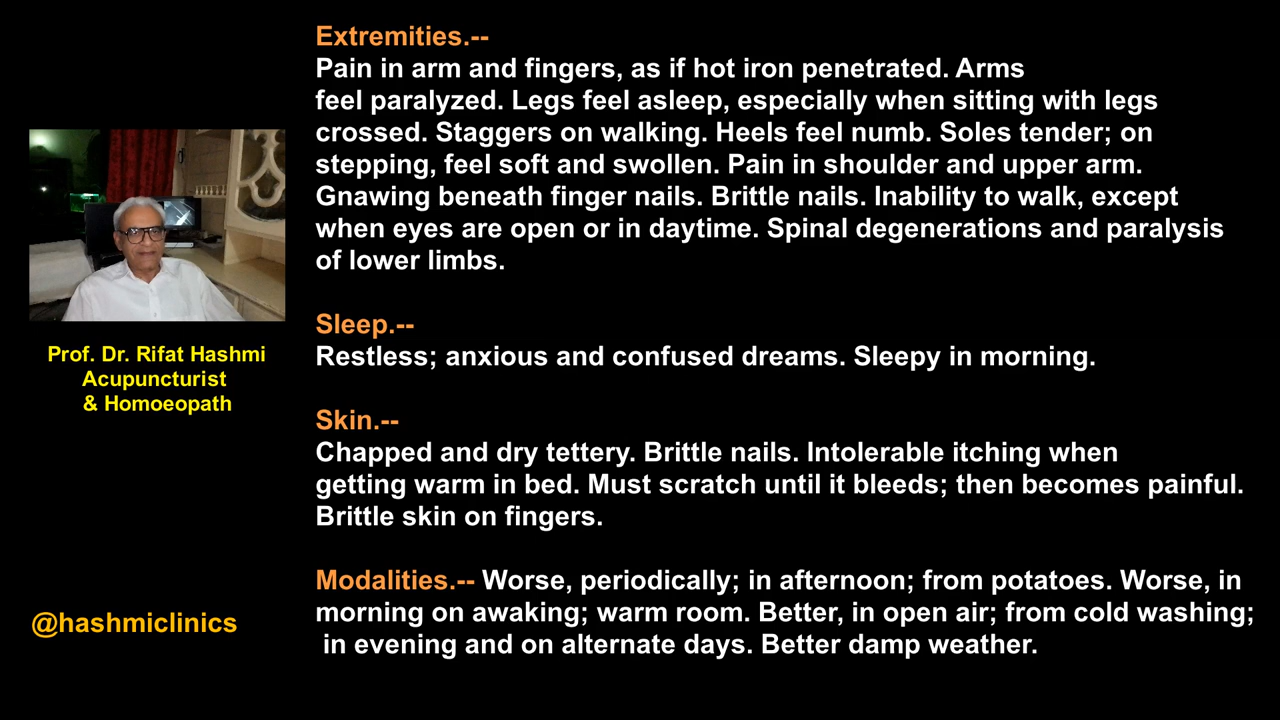 Extremities.--
Pain in arm and fingers, as if hot iron penetrated. Arms
feel paralyzed. Legs feel asleep, especially when sitting with legs
crossed. Staggers on walking. Heels feel numb. Soles tender; on
stepping, feel soft and swollen. Pain in shoulder and upper arm.
Gnawing beneath finger nails. Brittle nails. Inability to walk, except
when eyes are open or in daytime. Spinal degenerations and paralysis
of lower limbs.
Sleep.--
Restless; anxious and confused dreams. Sleepy in morning.
Skin.--
Chapped and dry tettery. Brittle nails. Intolerable itching when
getting warm in bed. Must scratch until it bleeds; then becomes painful.
Brittle skin on fingers.
Modalities.-- Worse, periodically; in afternoon; from potatoes. Worse, in
morning on awaking; warm room. Better, in open air; from cold washing;
in evening and on alternate days. Better damp weather.
Prof. Dr. Rifat Hashmi
Acupuncturist
& Homoeopath
@hashmiclinics